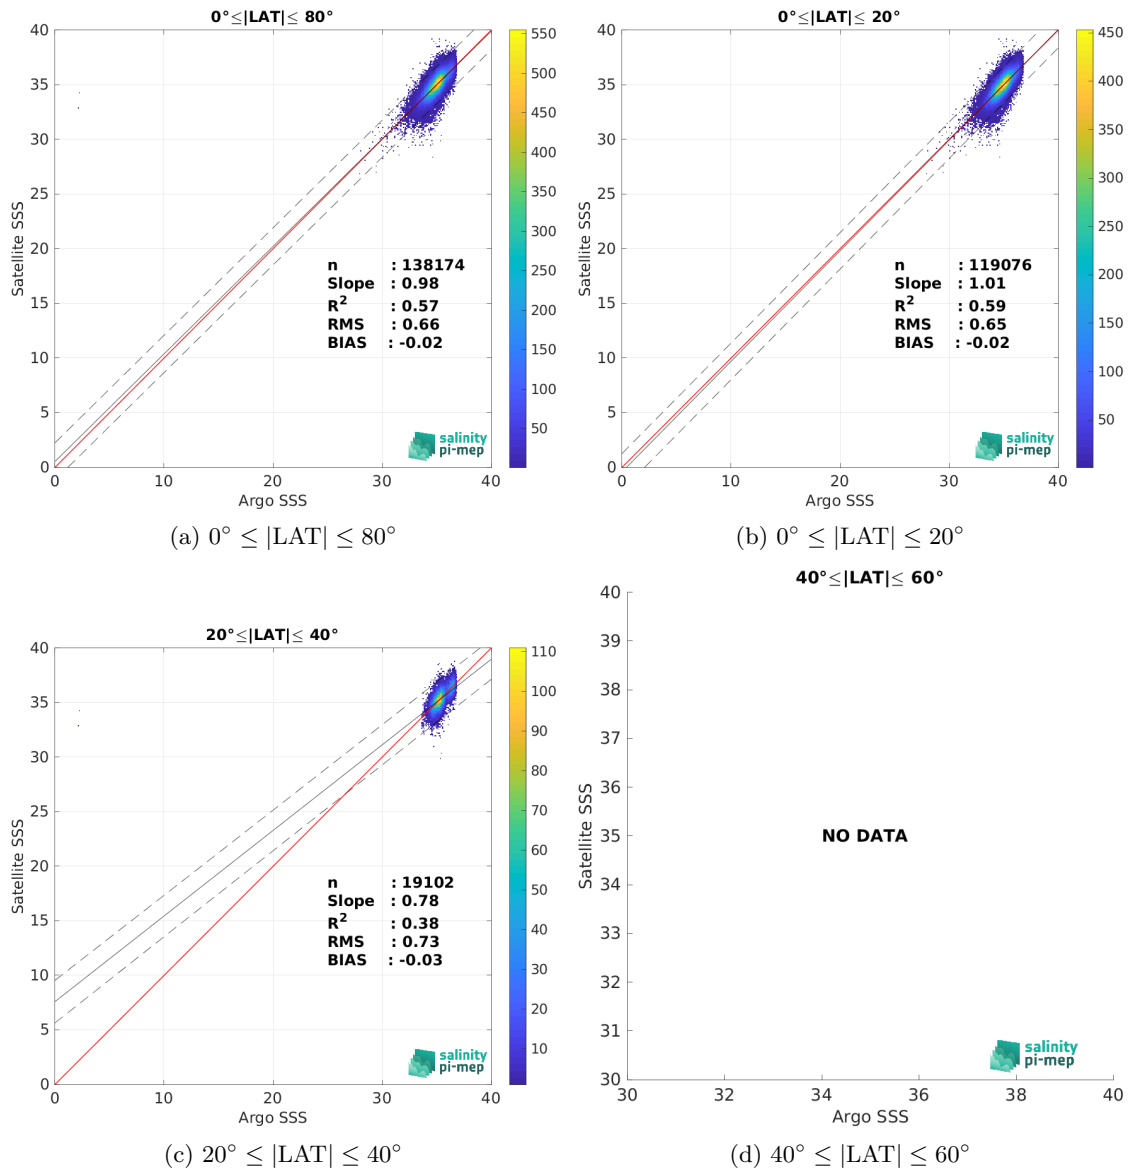 0°≤|LAT|≤ 80°
40
35
30
25
20
15
10
5
0
Satellite SSS
n : 138174
Slope : 0.98
R2 : 0.57
RMS : 0.66
BIAS : -0.02
salinity
pi-mep
0 10 20 30 40
Argo SSS
550
500
450
400
350
300
250
200
150
100
50
(a) 0° ≤ |LAT| ≤ 80°
0°≤|LAT|≤ 20°
40
35
30
25
20
15
10
5
0
Satellite SSS
n : 119076
Slope : 1.01
R2 : 0.59
RMS : 0.65
BIAS : -0.02
salinity
pi-mep
0 10 20 30 40
Argo SSS
450
400
350
300
250
200
150
100
50
(b) 0° ≤ |LAT| ≤ 20°
20°≤|LAT|≤ 40°
40
35
30
25
20
15
10
5
0
Satellite SSS
n : 19102
Slope : 0.78
R2 : 0.38
RMS : 0.73
BIAS : -0.03
salinity
pi-mep
0 10 20 30 40
Argo SSS
110
100
90
80
70
60
50
40
30
20
10
(c) 20° ≤ |LAT| ≤ 40°
40°≤|LAT|≤ 60°
40
39
38
37
36
35
34
33
32
31
30
Satellite SSS
NO DATA
salinity
pi-mep
30 32 34 36 38 40
Argo SSS
(d) 40° ≤ |LAT| ≤ 60°